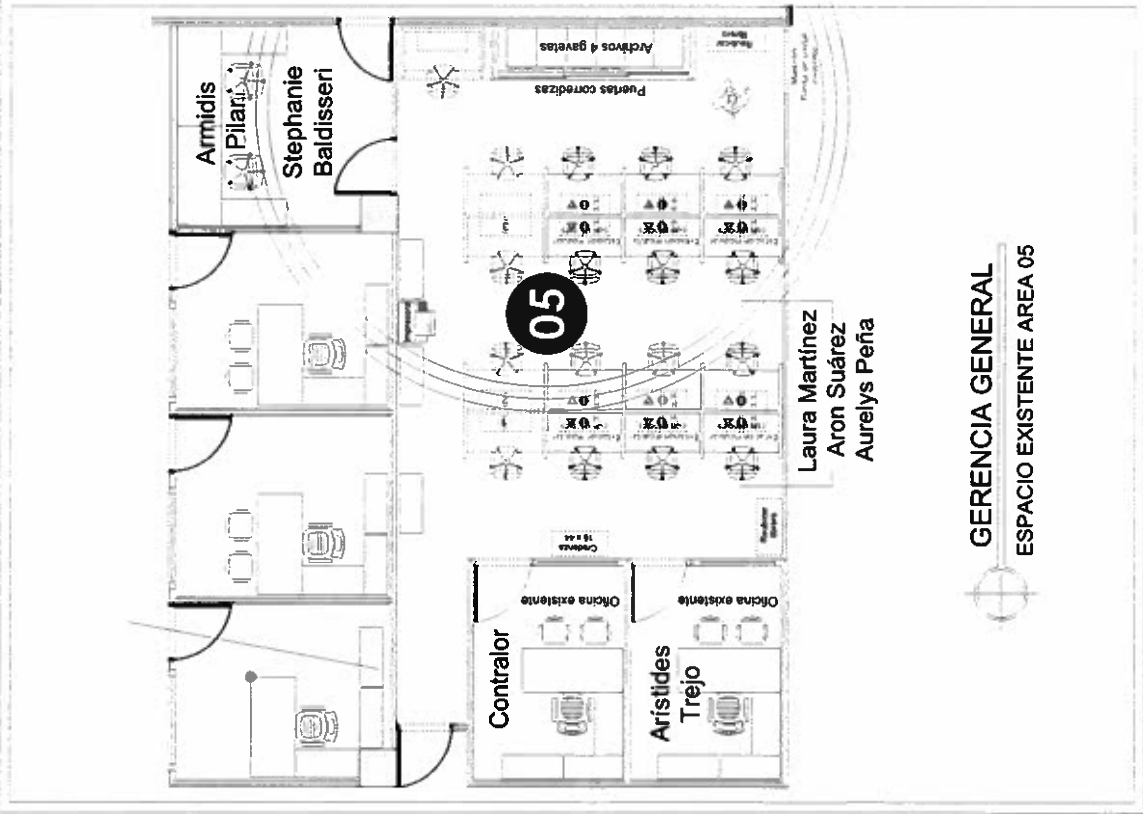 Armidis
Pilar
Stephanie
Baldisseri
Archivos 4 gavetas
Puertas corredizas
05
Laura Martínez
Aron Suárez
Aurelys Peña
Credenza
Oficina existente
Contralor
Oficina existente
Arístides
Trejo
GERENCIA GENERAL
ESPACIO EXISTENTE AREA 05